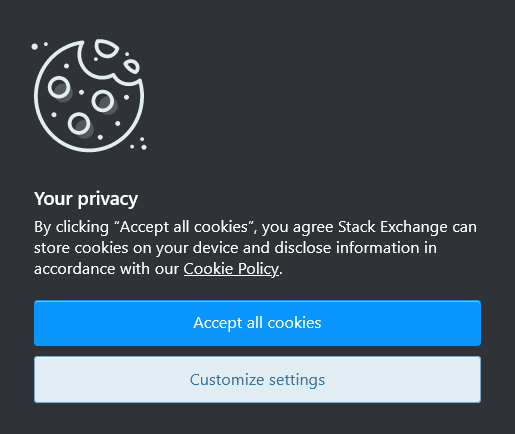 Your privacy
By clicking “Accept all cookies”, you agree Stack Exchange can
store cookies on your device and disclose information in
accordance with our Cookie Policy.
Accept all cookies
Customize settings